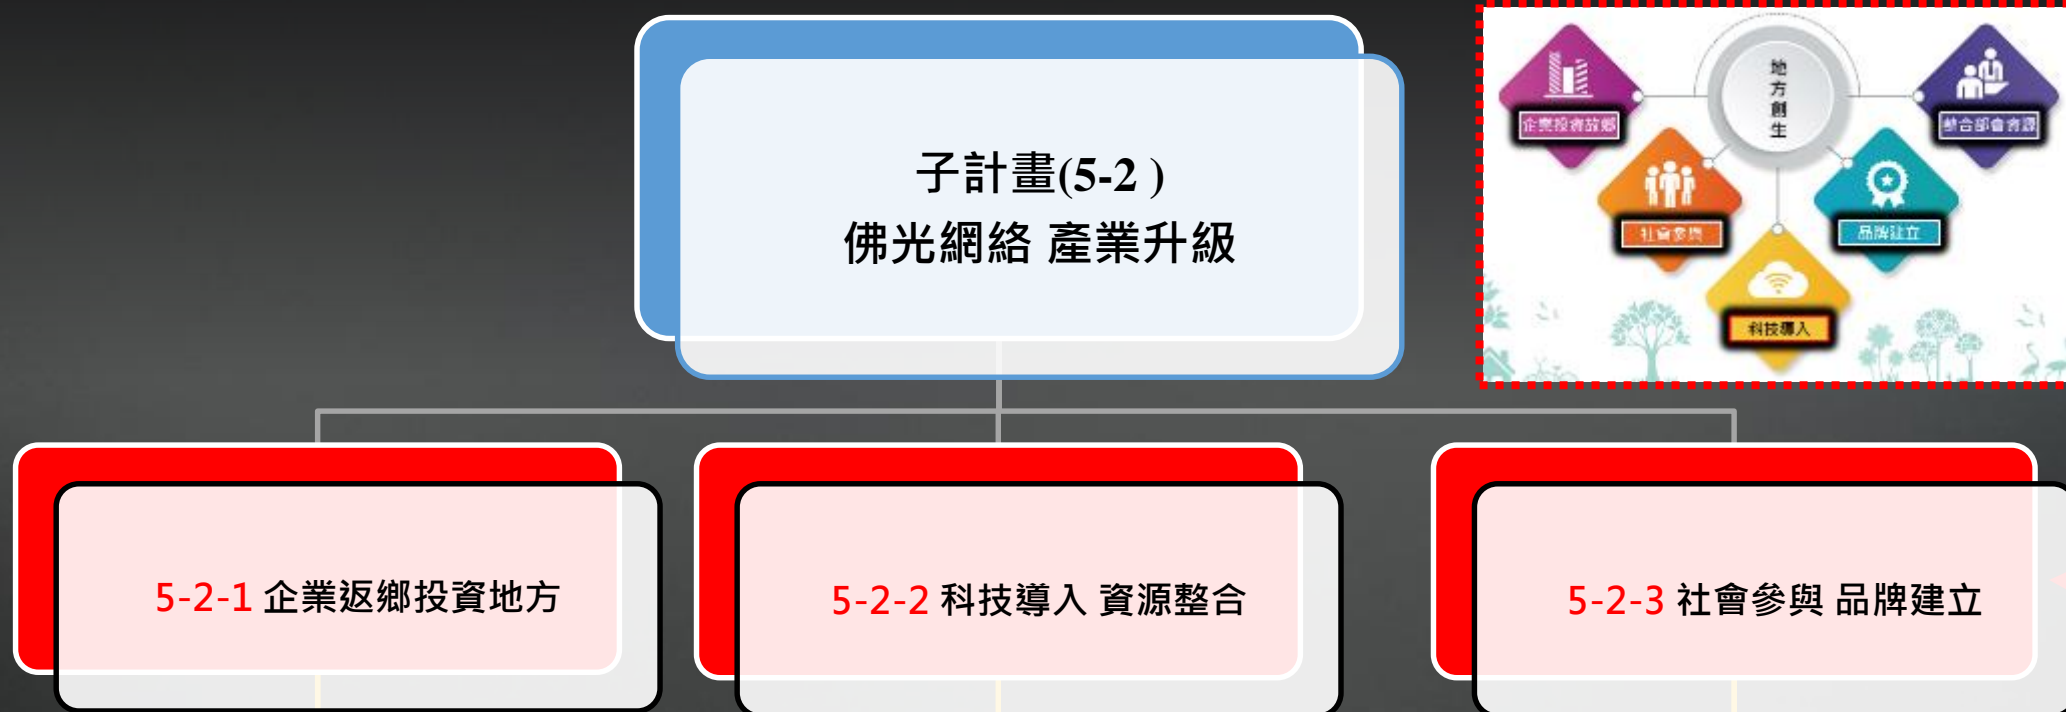 子計畫(5-2 )
佛光網絡 產業升級
地方創生
企業投資故鄉
整合部會資源
社會參與
品牌建立
科技導入
5-2-1 企業返鄉投資地方
5-2-2 科技導入 資源整合
5-2-3 社會參與 品牌建立